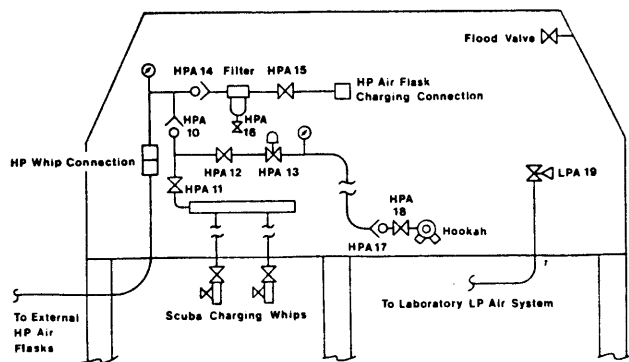 Flood Valve
HPA 14
Filter
HPA 15
HP Air Flask
Charging Connection
HPA
10
HPA
16
HP Whip Connection
HPA 12
HPA 13
LPA 19
HPA 11
HPA
18
Hookah
HPA17
To External
HP Air
Flasks
Scuba Charging Whips
To Laboratory LP Air System